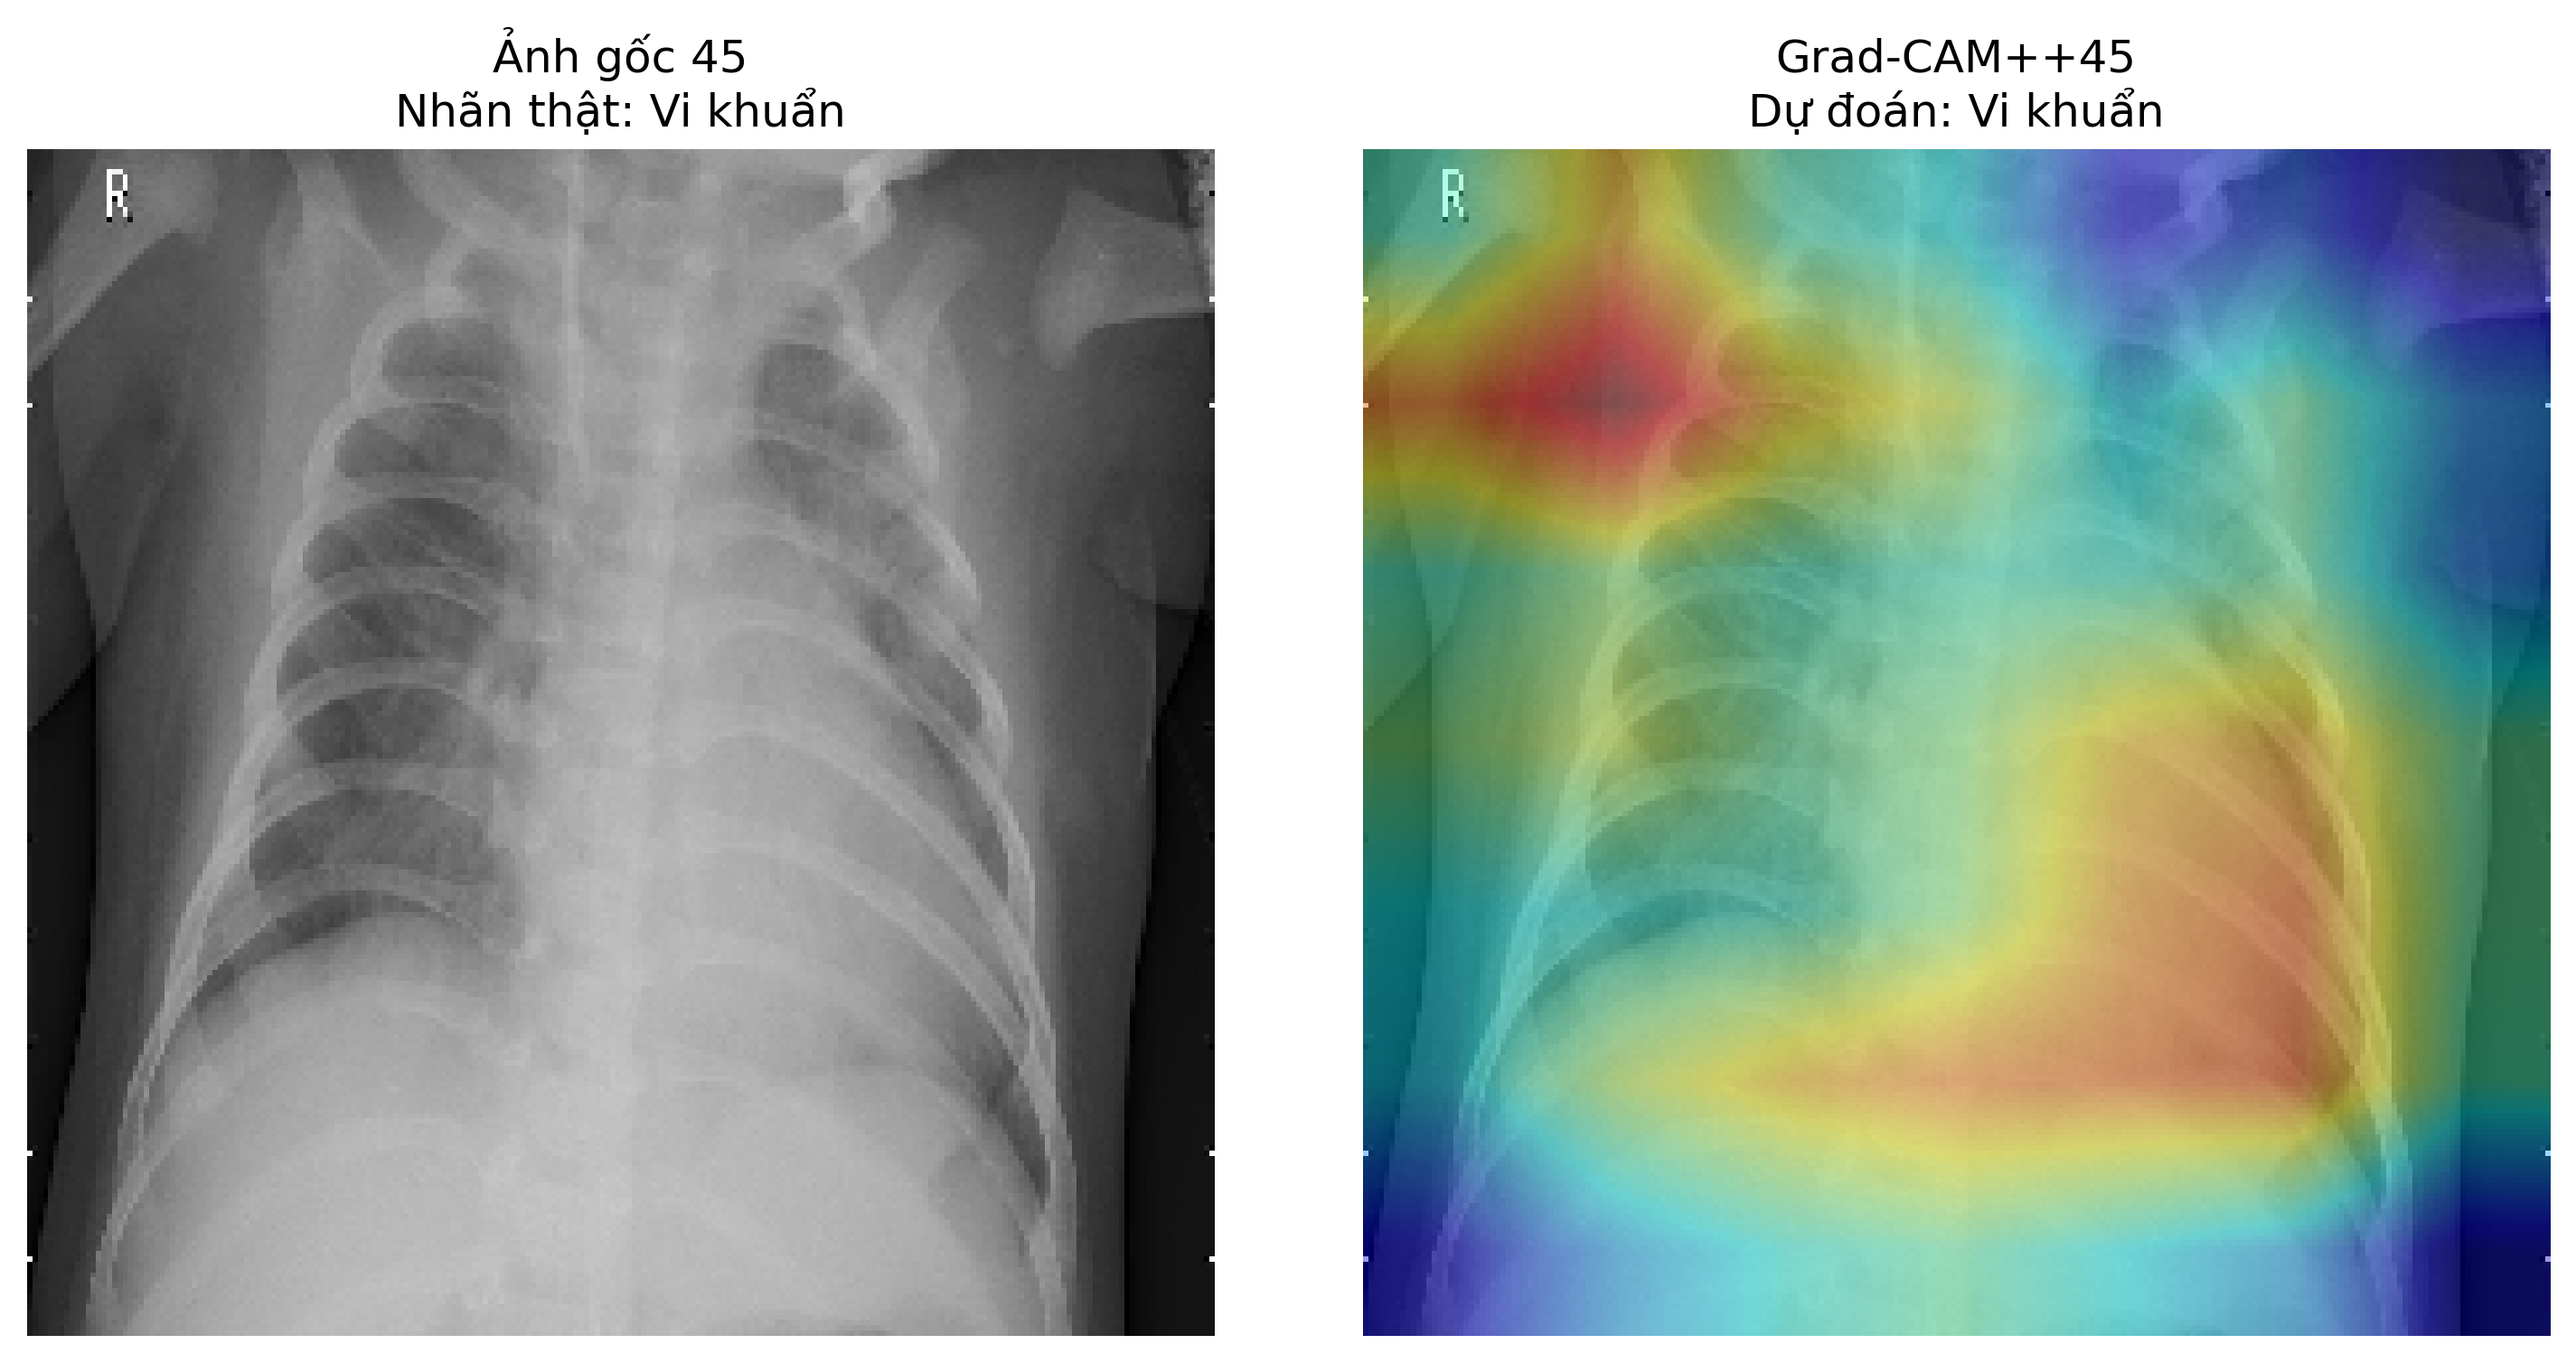 Ảnh gốc 45
Nhãn thật: Vi khuẩn
R
Grad-CAM++45
Dự đoán: Vi khuẩn
R